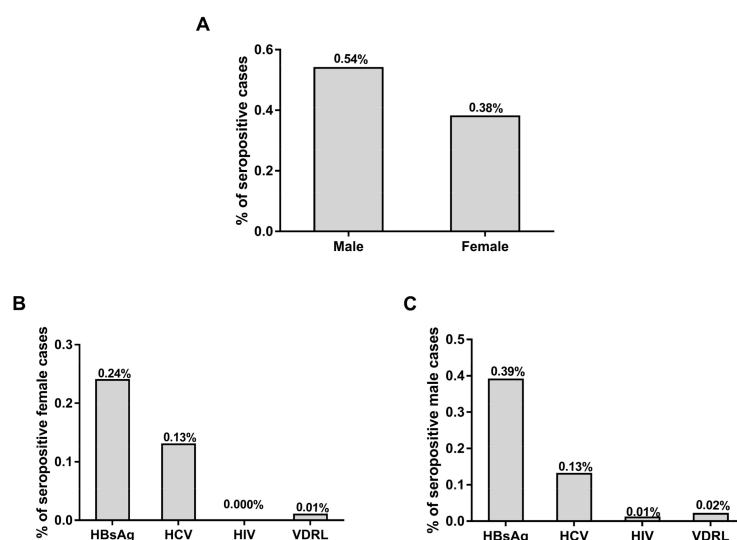 A
% of seropositive cases
0.6
0.4
0.2
0.0
0.54%
0.38%
Male
Female
B
% of seropositive female cases
0.3
0.2
0.1
0.0
0.24%
0.13%
0.000%
0.01%
HBsAg
HCV
HIV
VDRL
C
% of seropositive male cases
0.5
0.4
0.3
0.2
0.1
0.0
0.39%
0.13%
0.01%
0.02%
HBsAg
HCV
HIV
VDRL